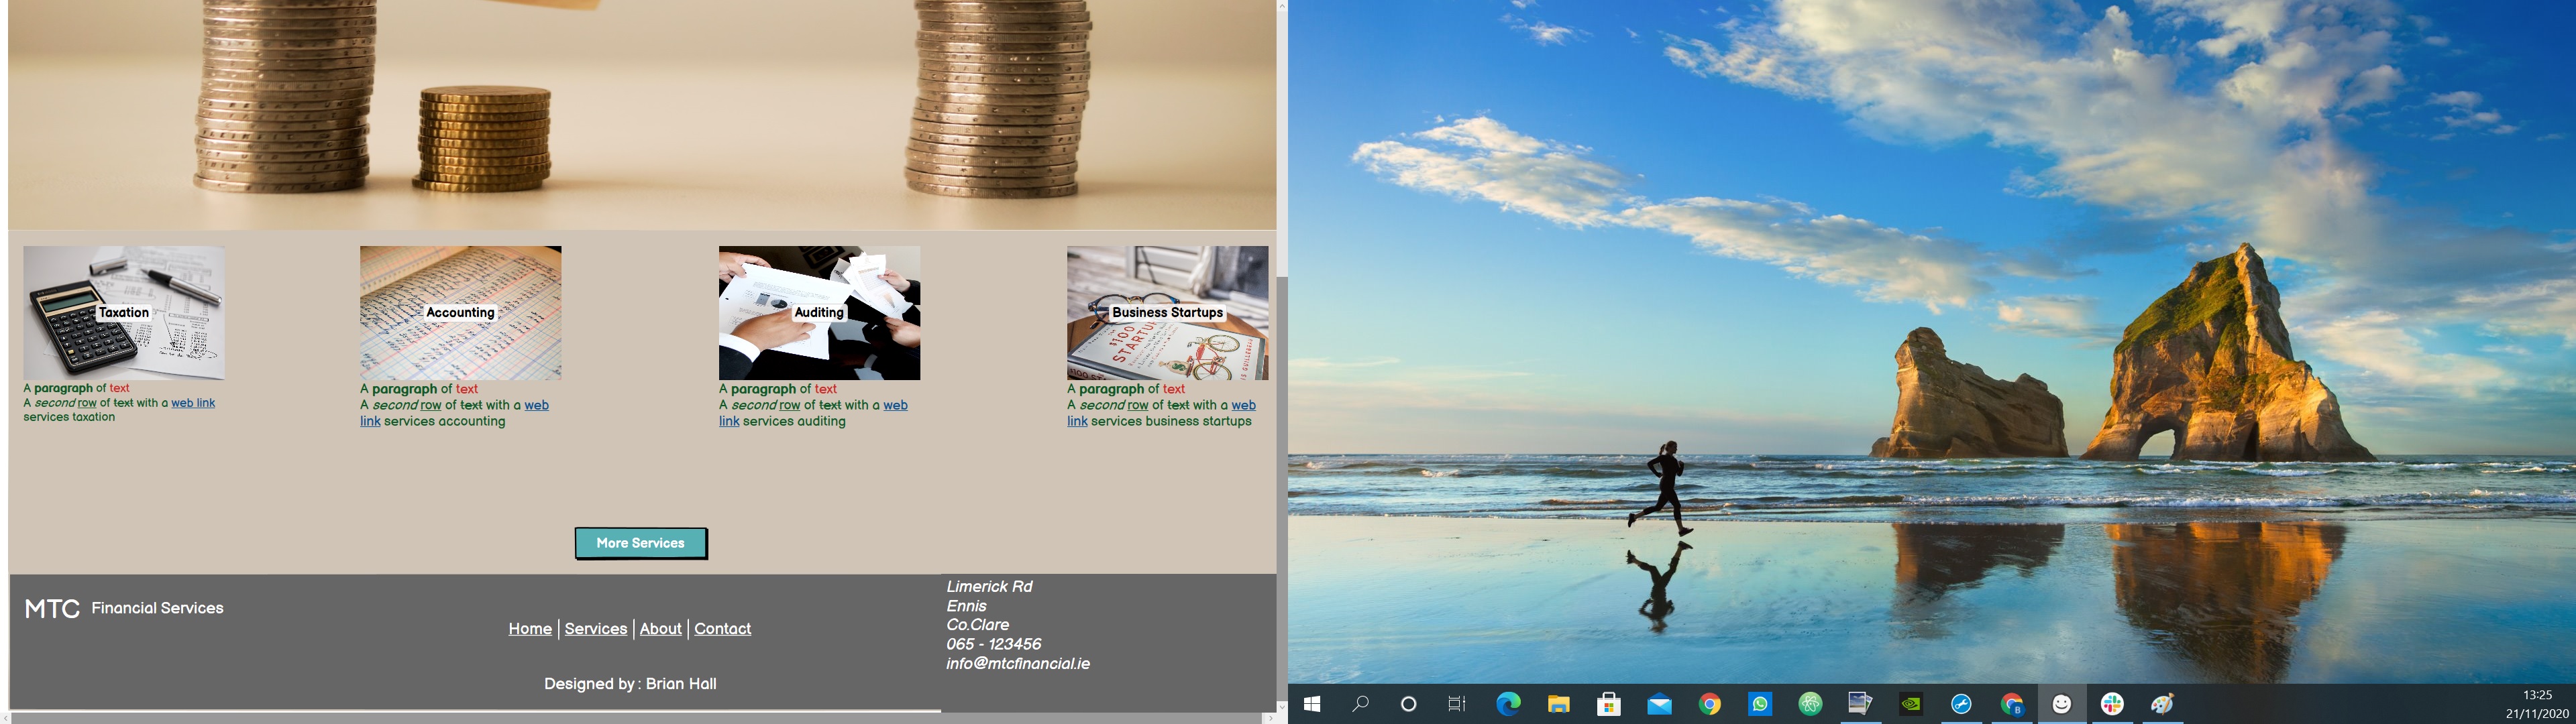 Taxation
A paragraph of text
A second row of text with a web link
services taxation
Accounting
A paragraph of text
A second row of text with a web
link services accounting
Auditing
A paragraph of text
A second row of text with a web
link services auditing
Business Startups
$100
STARTU
$100
A paragraph of text
A second row of text with a web
link services business startups
More Services
MTC Financial Services
Home | Services | About | Contact
Designed by : Brian Hall
Limerick Rd
Ennis
Co.Clare
065 - 123456
info@mtcfinancial.ie
B
13:25
21/11/2020